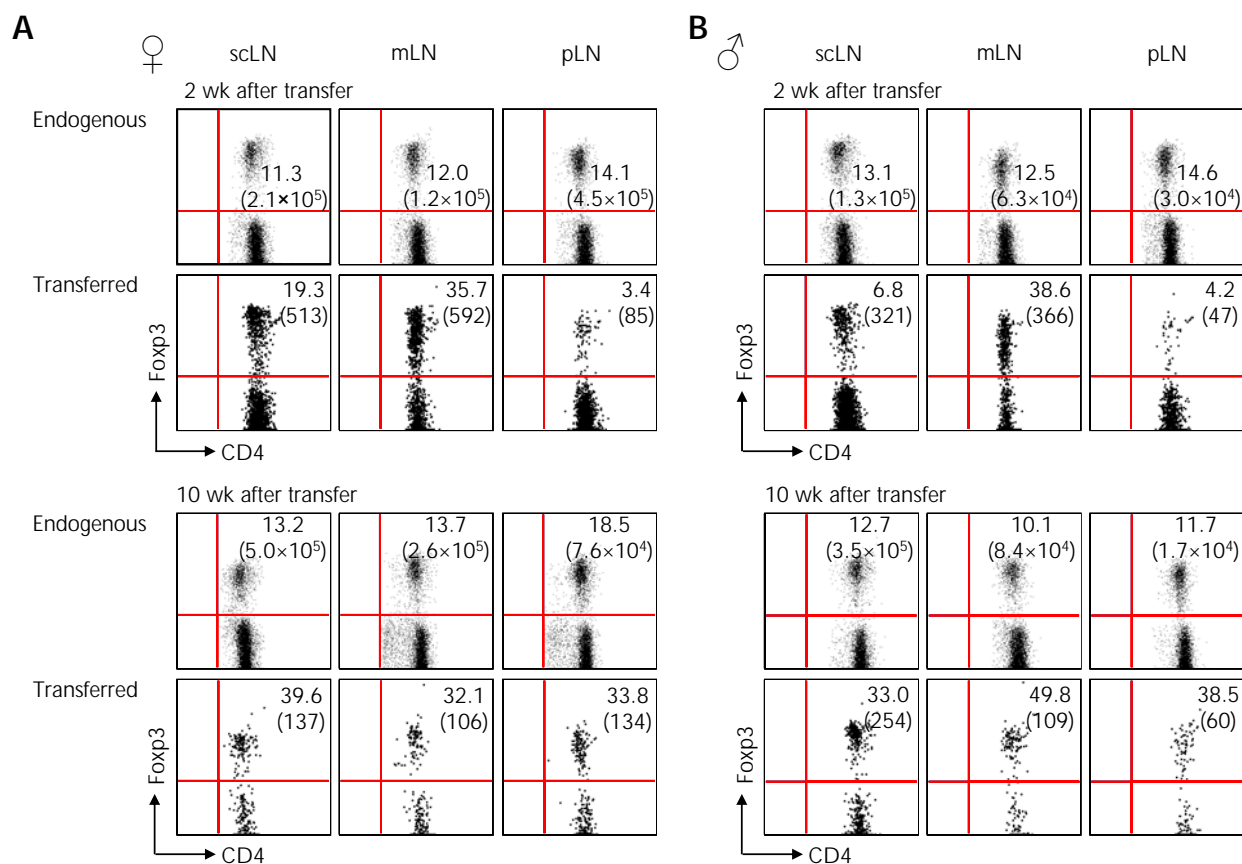 A ♀ scLN mLN pLN
B ♂ scLN mLN pLN
2 wk after transfer
2 wk after transfer
Endogenous
11.3 12.0 14.1 13.1 12.5 14.6
(2.1×10⁵) (1.2×10⁵) (4.5×10⁵) (1.3×10⁵) (6.3×10⁴) (3.0×10⁴)
Transferred
19.3 35.7 3.4 6.8 38.6 4.2
(513) (592) (85) (321) (366) (47)
Foxp3 Foxp3
CD4 CD4
10 wk after transfer
10 wk after transfer
Endogenous
13.2 13.7 18.5 12.7 10.1 11.7
(5.0×10⁵) (2.6×10⁵) (7.6×10⁴) (3.5×10⁵) (8.4×10⁴) (1.7×10⁴)
Transferred
39.6 32.1 33.8 33.0 49.8 38.5
(137) (106) (134) (254) (109) (60)
Foxp3 Foxp3
CD4 CD4